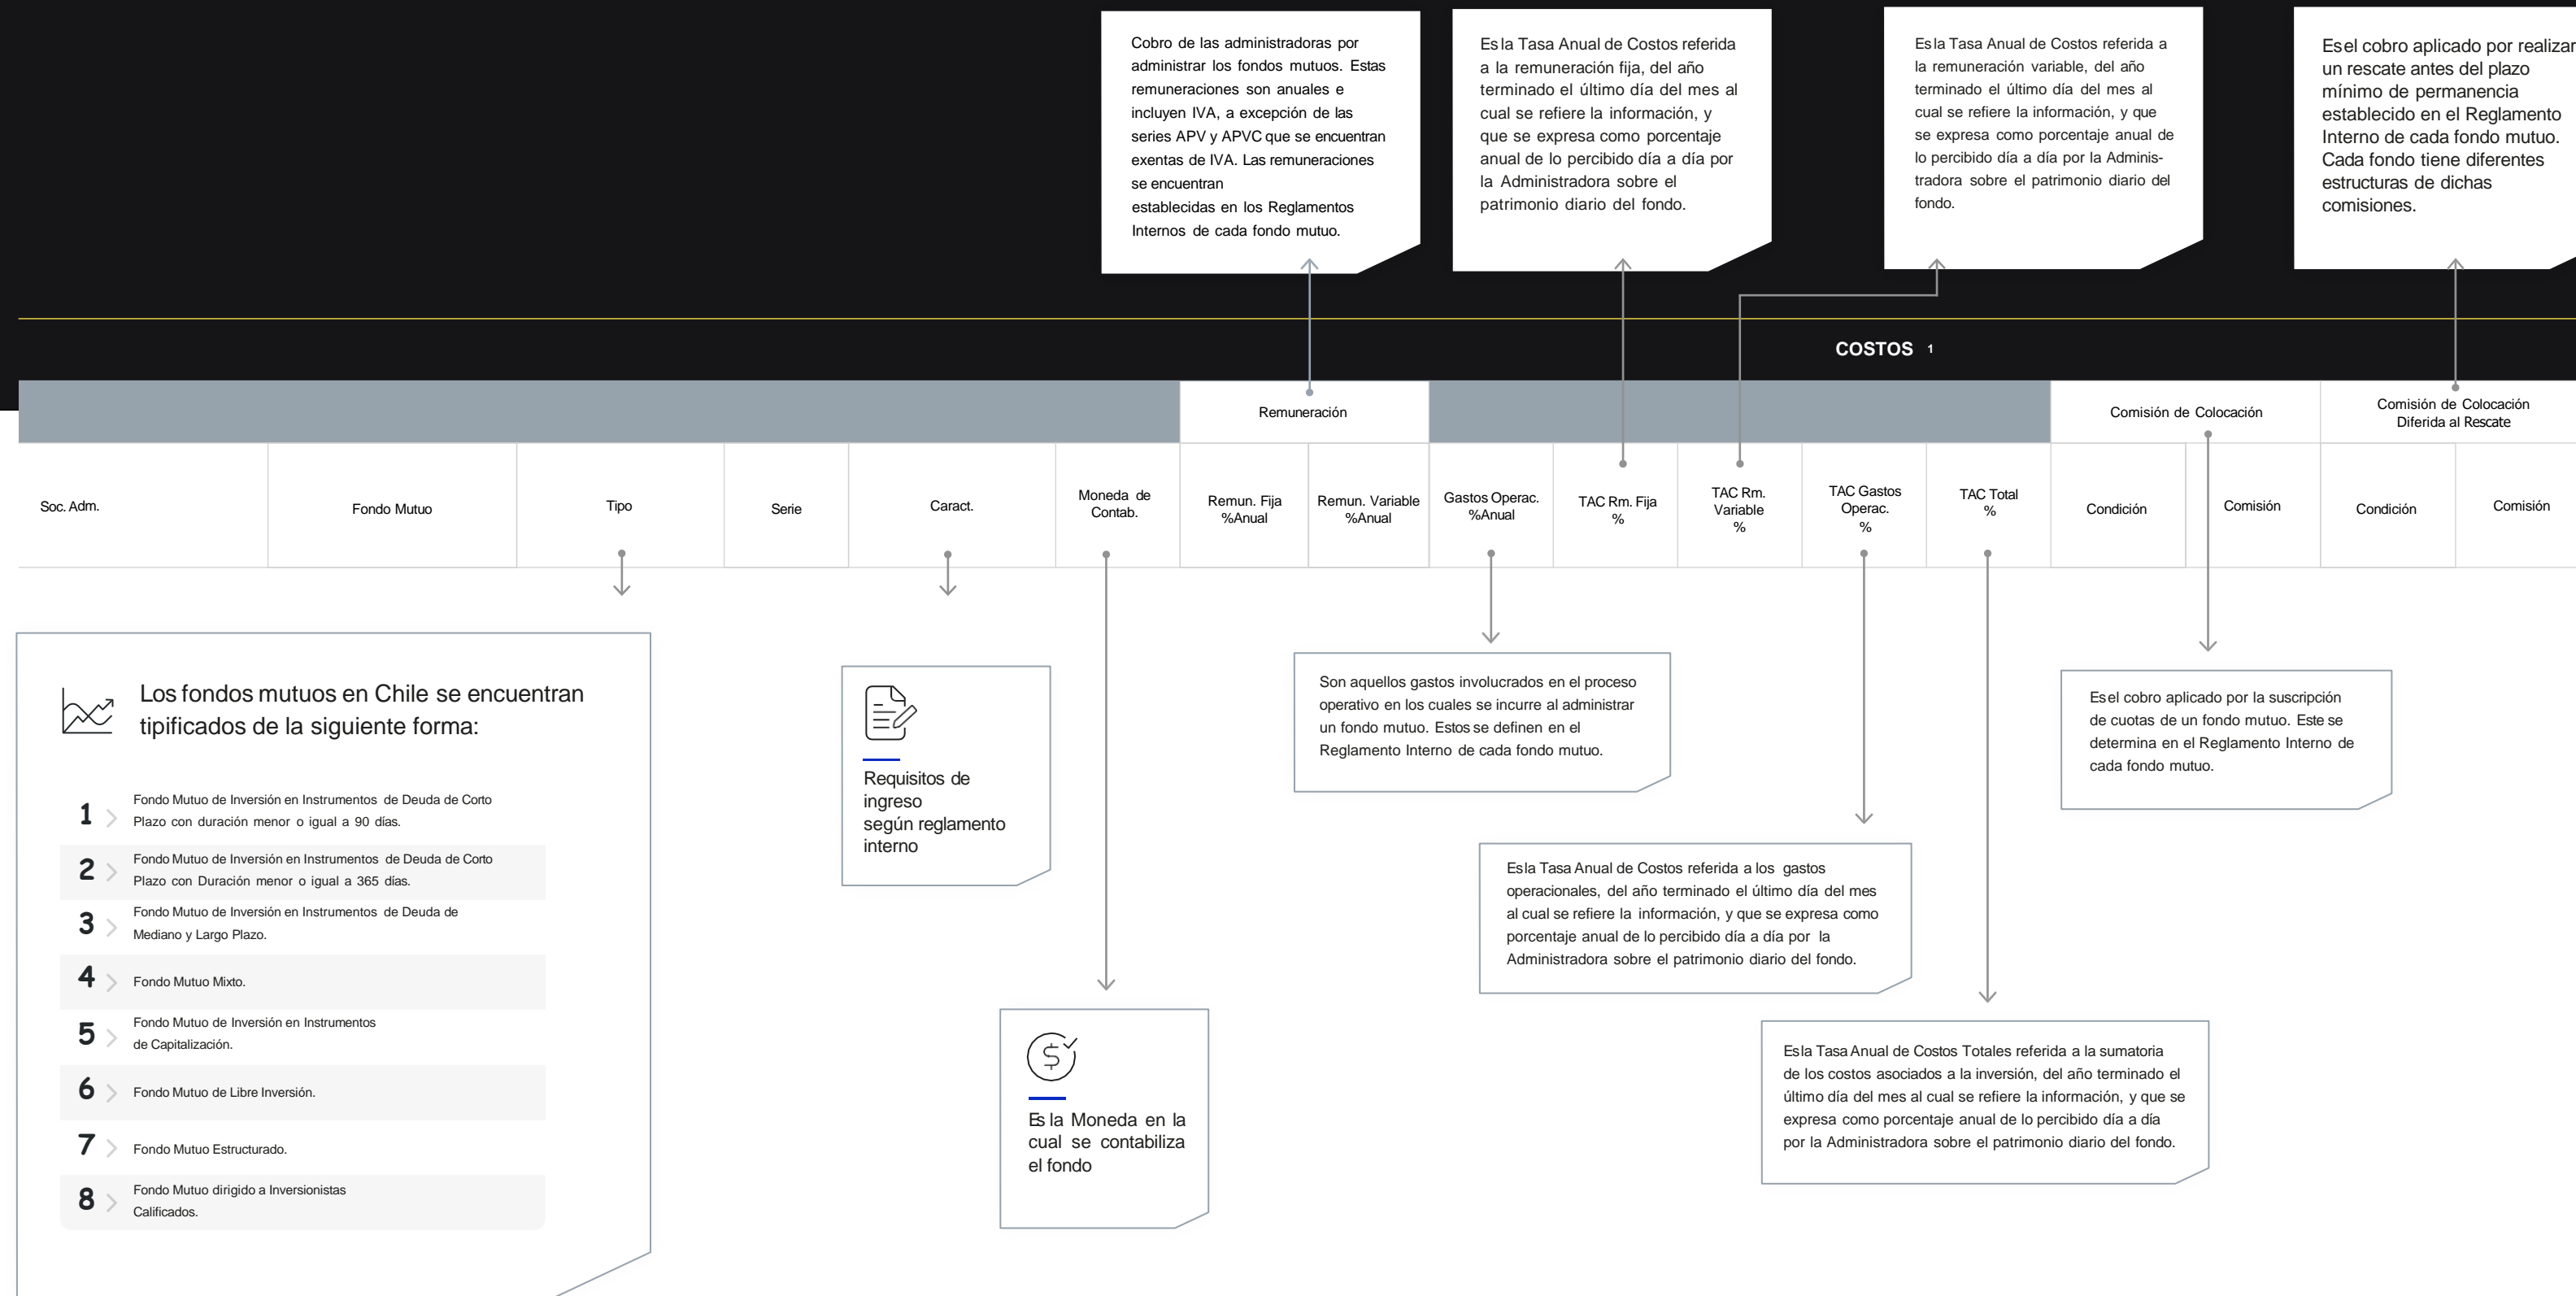 Cobro de las administradoras por
administrar los fondos mutuos. Estas
remuneraciones son anuales e
incluyen IVA, a excepción de las
series APV y APVC que se encuentran
exentas de IVA. Las remuneraciones
se encuentran
establecidas en los Reglamentos
Internos de cada fondo mutuo.
Es la Tasa Anual de Costos referida
a la remuneración fija, del año
terminado el último día del mes al
cual se refiere la información, y
que se expresa como porcentaje
anual de lo percibido día a día por
la Administradora sobre el
patrimonio diario del fondo.
Es la Tasa Anual de Costos referida a
la remuneración variable, del año
terminado el último día del mes al
cual se refiere la información, y que
se expresa como porcentaje anual de
lo percibido día a día por la Adminis-
tradora sobre el patrimonio diario del
fondo.
Es el cobro aplicado por realizar
un rescate antes del plazo
mínimo de permanencia
establecido en el Reglamento
Interno de cada fondo mutuo.
Cada fondo tiene diferentes
estructuras de dichas
comisiones.
COSTOS 1
Remuneración
Comisión de Colocación
Comisión de Colocación
Diferida al Rescate
Soc. Adm.
Fondo Mutuo
Tipo
Serie
Caract.
Moneda de
Contab.
Remun. Fija
%Anual
Remun. Variable
%Anual
Gastos Operac.
%Anual
TAC Rm. Fija
%
TAC Rm.
Variable
%
TAC Gastos
Operac.
%
TAC Total
%
Condición
Comisión
Condición
Comisión
Los fondos mutuos en Chile se encuentran
tipificados de la siguiente forma:
1
Fondo Mutuo de Inversión en Instrumentos de Deuda de Corto
Plazo con duración menor o igual a 90 días.
2
Fondo Mutuo de Inversión en Instrumentos de Deuda de Corto
Plazo con Duración menor o igual a 365 días.
3
Fondo Mutuo de Inversión en Instrumentos de Deuda de
Mediano y Largo Plazo.
4
Fondo Mutuo Mixto.
5
Fondo Mutuo de Inversión en Instrumentos
de Capitalización.
6
Fondo Mutuo de Libre Inversión.
7
Fondo Mutuo Estructurado.
8
Fondo Mutuo dirigido a Inversionistas
Calificados.
Requisitos de
ingreso
según reglamento
interno
Es la Moneda en la
cual se contabiliza
el fondo
Son aquellos gastos involucrados en el proceso
operativo en los cuales se incurre al administrar
un fondo mutuo. Estos se definen en el
Reglamento Interno de cada fondo mutuo.
Es la Tasa Anual de Costos referida a los gastos
operacionales, del año terminado el último día del mes
al cual se refiere la información, y que se expresa como
porcentaje anual de lo percibido día a día por la
Administradora sobre el patrimonio diario del fondo.
Es la Tasa Anual de Costos Totales referida a la sumatoria
de los costos asociados a la inversión, del año terminado el
último día del mes al cual se refiere la información, y que se
expresa como porcentaje anual de lo percibido día a día
por la Administradora sobre el patrimonio diario del fondo.
Es el cobro aplicado por la suscripción
de cuotas de un fondo mutuo. Este se
determina en el Reglamento Interno de
cada fondo mutuo.